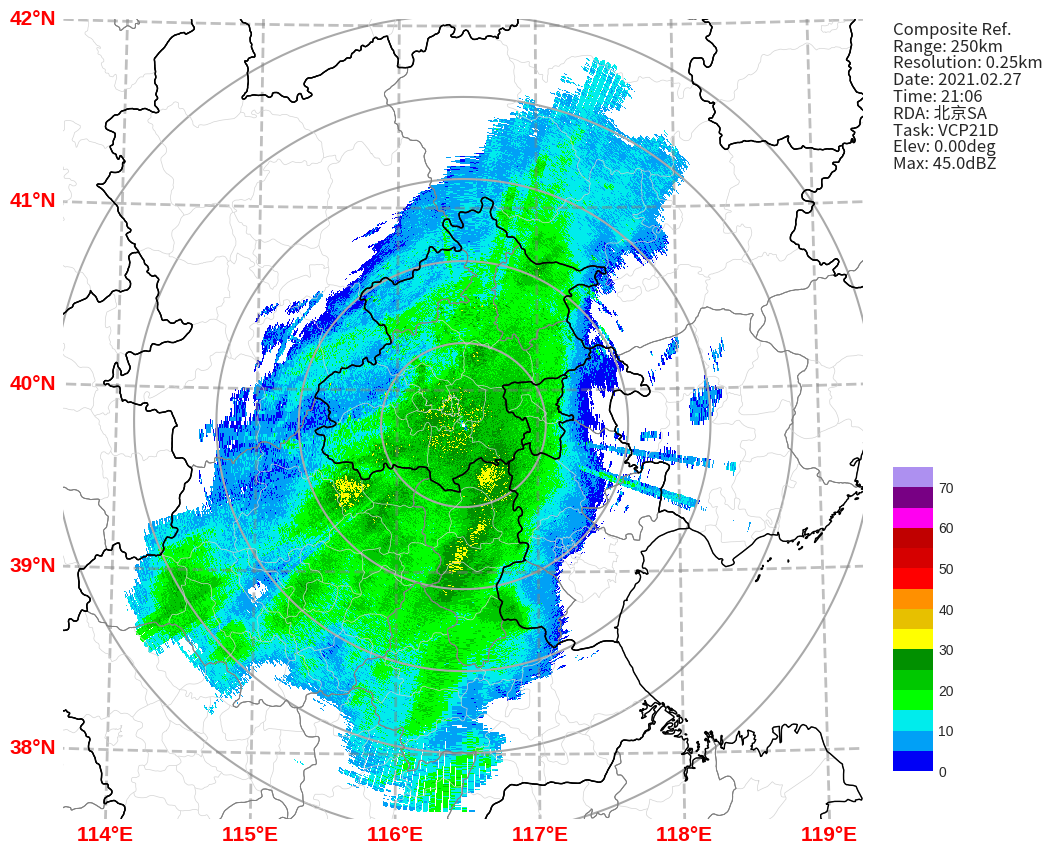 42°N
41°N
40°N
39°N
38°N
114°E
115°E
116°E
117°E
118°E
119°E
Composite Ref.
Range: 250km
Resolution: 0.25km
Date: 2021.02.27
Time: 21:06
RDA: 北京SA
Task: VCP21D
Elev: 0.00deg
Max: 45.0dBZ
70
60
50
40
30
20
10
0